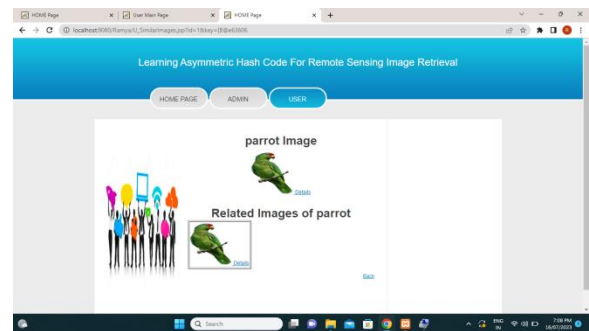 HOME Page
User Main Page
HOME Page
localhost:8080/Ramya/U_SimilarImages.jsp?id=18&key=[B@e63606
Learning Asymmetric Hash Code For Remote Sensing Image Retrieval
HOME PAGE
ADMIN
USER
parrot Image
Details
Related Images of parrot
Details
Back
Search
ENG
IN
7:08 PM
16/07/2023